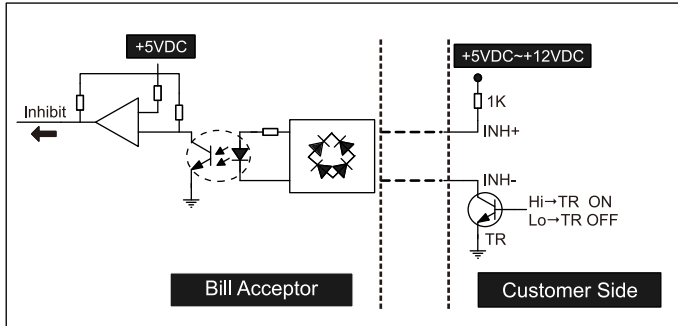 +5VDC
+5VDC~+12VDC
Inhibit
1K
INH+
INH-
Hi→TR ON
Lo→TR OFF
TR
Bill Acceptor
Customer Side